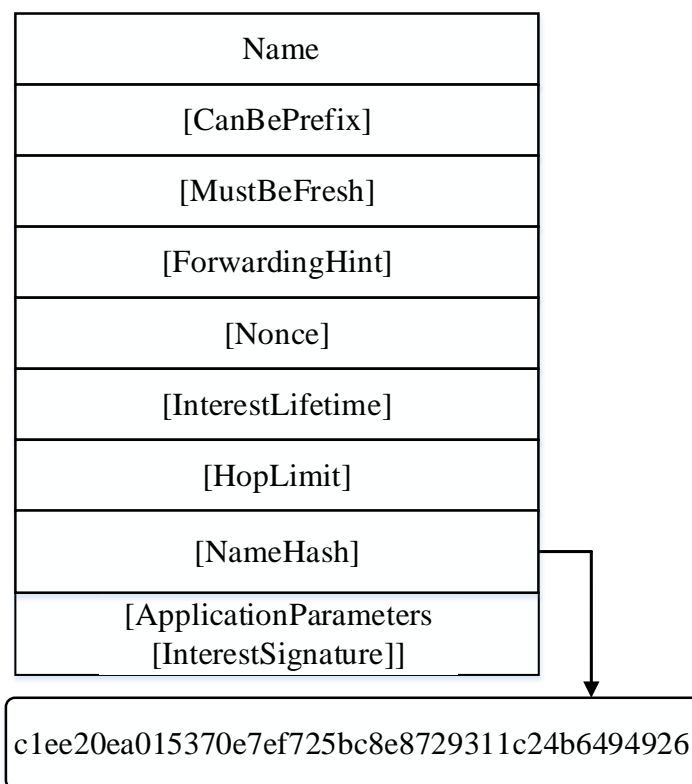 Name
[CanBePrefix]
[MustBeFresh]
[ForwardingHint]
[Nonce]
[InterestLifetime]
[HopLimit]
[NameHash]
[ApplicationParameters
[InterestSignature]]
c1ee20ea015370e7ef725bc8e8729311c24b6494926